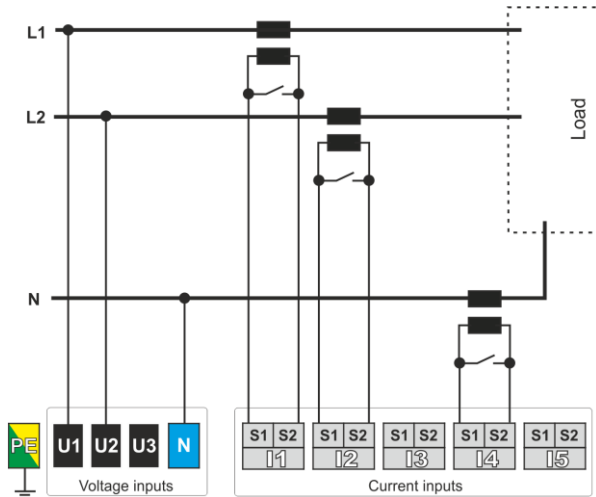 L1
L2
Load
N
PE
U1 U2 U3 N
S1 S2 S1 S2 S1 S2 S1 S2 S1 S2
I1 I2 I3 I4 I5
Voltage inputs
Current inputs